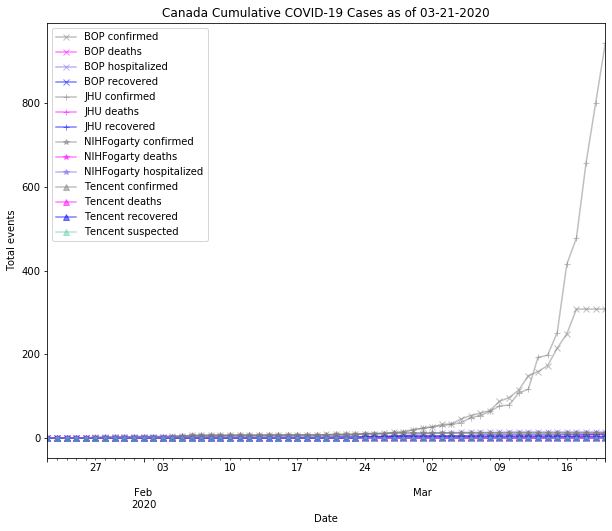 Canada Cumulative COVID-19 Cases as of 03-21-2020
BOP confirmed
BOP deaths
BOP hospitalized
BOP recovered
JHU confirmed
JHU deaths
JHU recovered
NIHFogarty confirmed
NIHFogarty deaths
NIHFogarty hospitalized
Tencent confirmed
Tencent deaths
Tencent recovered
Tencent suspected
Total events
800
600
400
200
0
27 03 10 17 24 02 09 16
Feb Mar
2020
Date